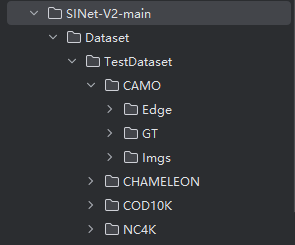 SINet-V2-main
Dataset
TestDataset
CAMO
Edge
GT
Imgs
CHAMELEON
COD10K
NC4K